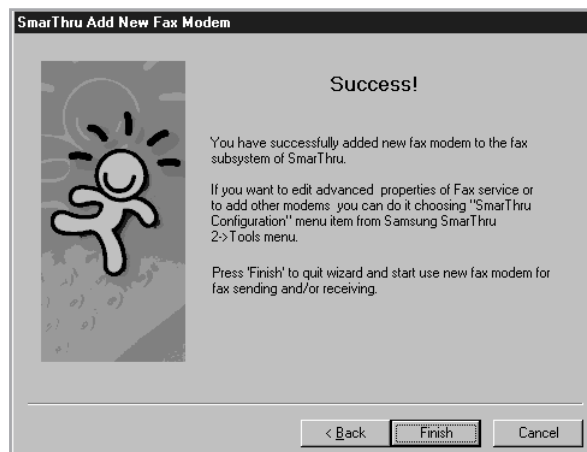 SmarThru Add New Fax Modem
Success!
You have successfully added new fax modem to the fax
subsystem of SmarThru.
If you want to edit advanced properties of Fax service or
to add other modems you can do it choosing "SmarThru
Configuration" menu item from Samsung SmarThru
2->Tools menu.
Press 'Finish' to quit wizard and start use new fax modem for
fax sending and/or receiving.
< Back
Finish
Cancel